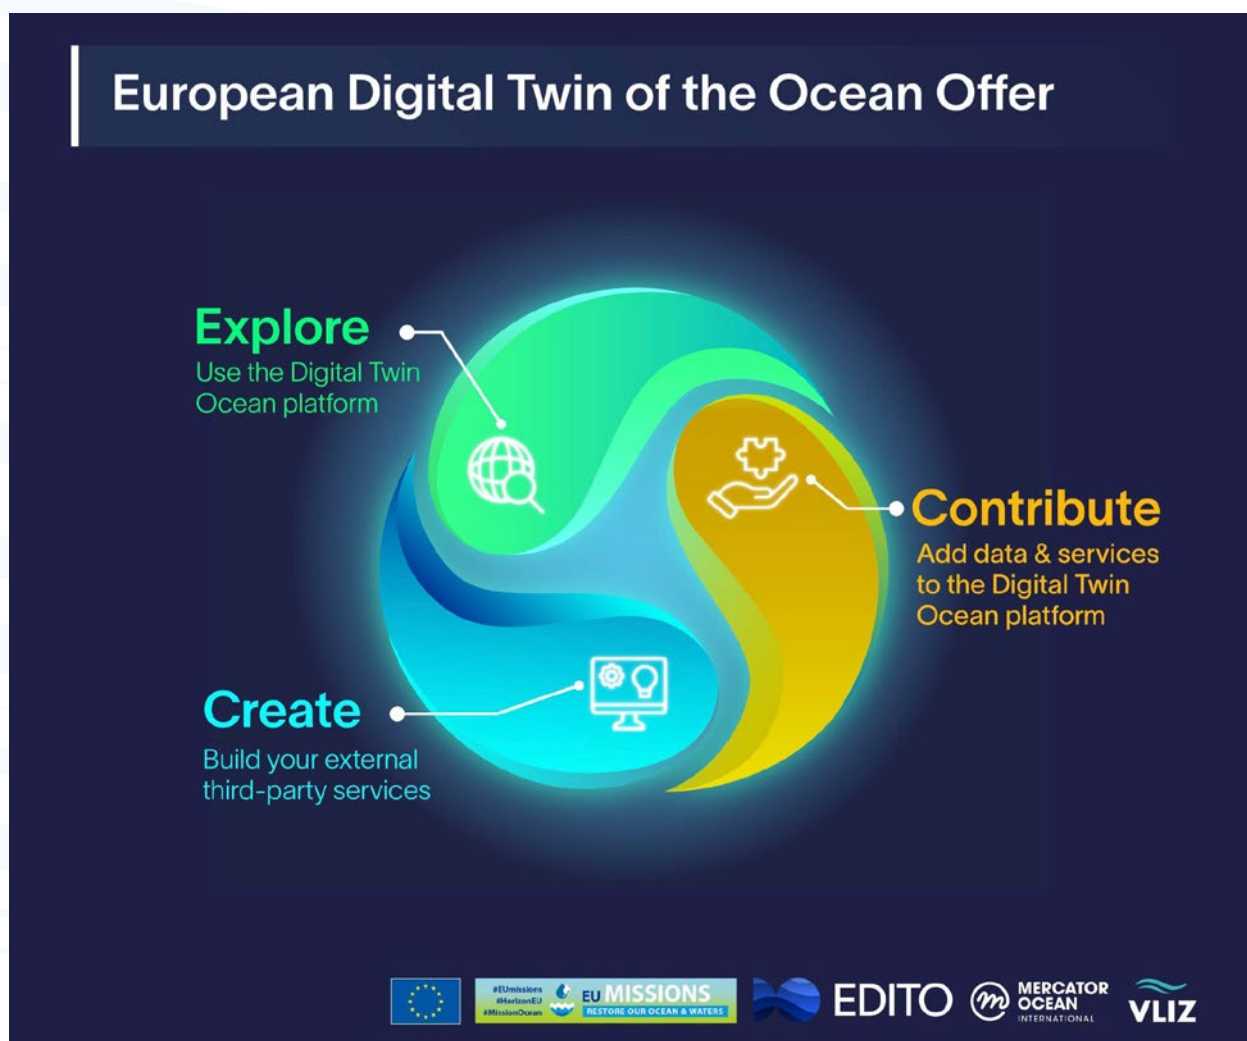 European Digital Twin of the Ocean Offer
Explore
Use the Digital Twin
Ocean platform
Contribute
Add data & services
to the Digital Twin
Ocean platform
Create
Build your external
third-party services
#EUmissions
#HorizonEU
#MissionOcean
EU MISSIONS
RESTORE OUR OCEAN & WATERS
EDITO
MERCATOR
OCEAN
INTERNATIONAL
VLIZ